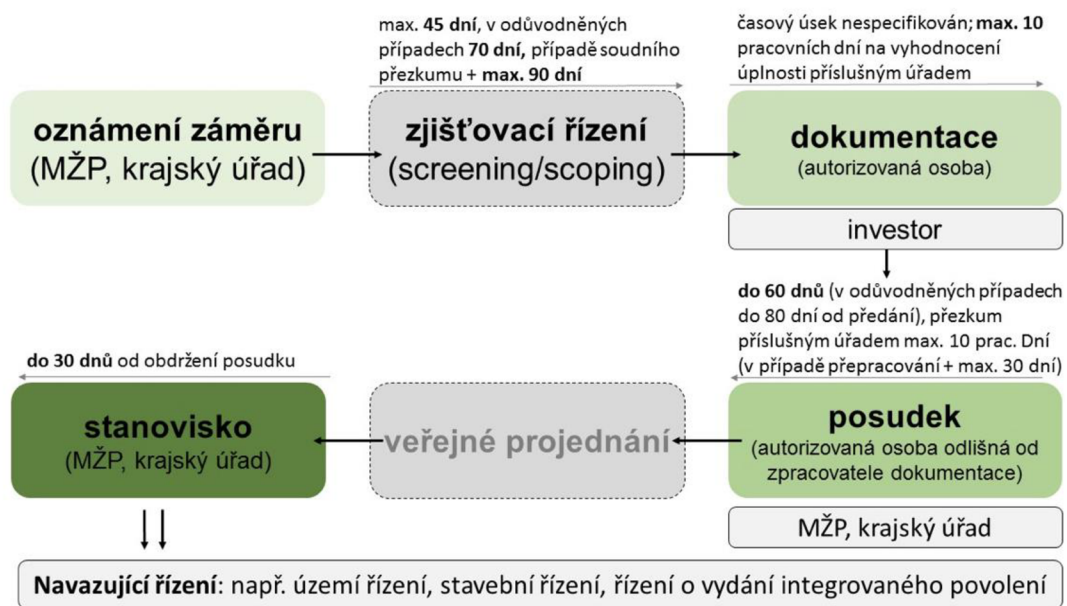 max. 45 dní, v odůvodněných
případech 70 dní, případě soudního
přezkumu + max. 90 dní
časový úsek nespecifikován; max. 10
pracovních dní na vyhodnocení
úplnosti příslušným úřadem
oznámení záměru
(MŽP, krajský úřad)
zjišťovací řízení
(screening/scoping)
dokumentace
(autorizovaná osoba)
investor
do 60 dnů (v odůvodněných případech
do 80 dní od předání), přezkum
příslušným úřadem max. 10 prac. Dní
(v případě přepracování + max. 30 dní)
posudek
(autorizovaná osoba odlišná od
zpracovatele dokumentace)
MŽP, krajský úřad
veřejné projednání
do 30 dnů od obdržení posudku
stanovisko
(MŽP, krajský úřad)
Navazující řízení: např. území řízení, stavební řízení, řízení o vydání integrovaného povolení